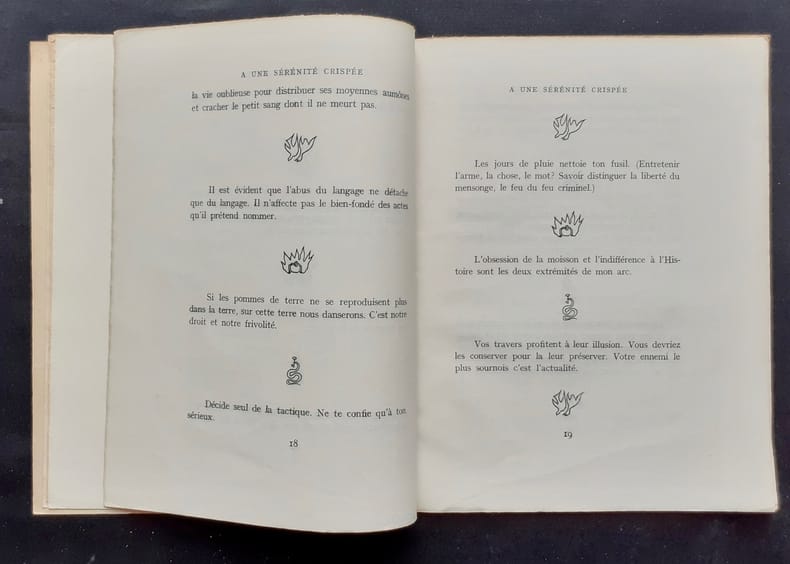 A UNE SÉRÉNITÉ CRISPÉE
la vie oublieuse pour distribuer ses moyennes aumônes
et cracher le petit sang dont il ne meurt pas.
Il est évident que l'abus du langage ne détache
que du langage. Il n'affecte pas le bien-fondé des actes
qu'il prétend nommer.
Si les pommes de terre ne se reproduisent plus
dans la terre, sur cette terre nous danserons. C'est notre
droit et notre frivolité.
Décide seul de la tactique. Ne te confie qu'à ton
sérieux.
18
A UNE SÉRÉNITÉ CRISPÉE
Les jours de pluie nettoie ton fusil. (Entretenir
l'arme, la chose, le mot? Savoir distinguer la liberté du
mensonge, le feu du feu criminel.)
L'obsession de la moisson et l'indifférence à l'His-
toire sont les deux extrémités de mon arc.
Vos travers profitent à leur illusion. Vous devriez
les conserver pour la leur préserver. Votre ennemi le
plus sournois c'est l'actualité.
19